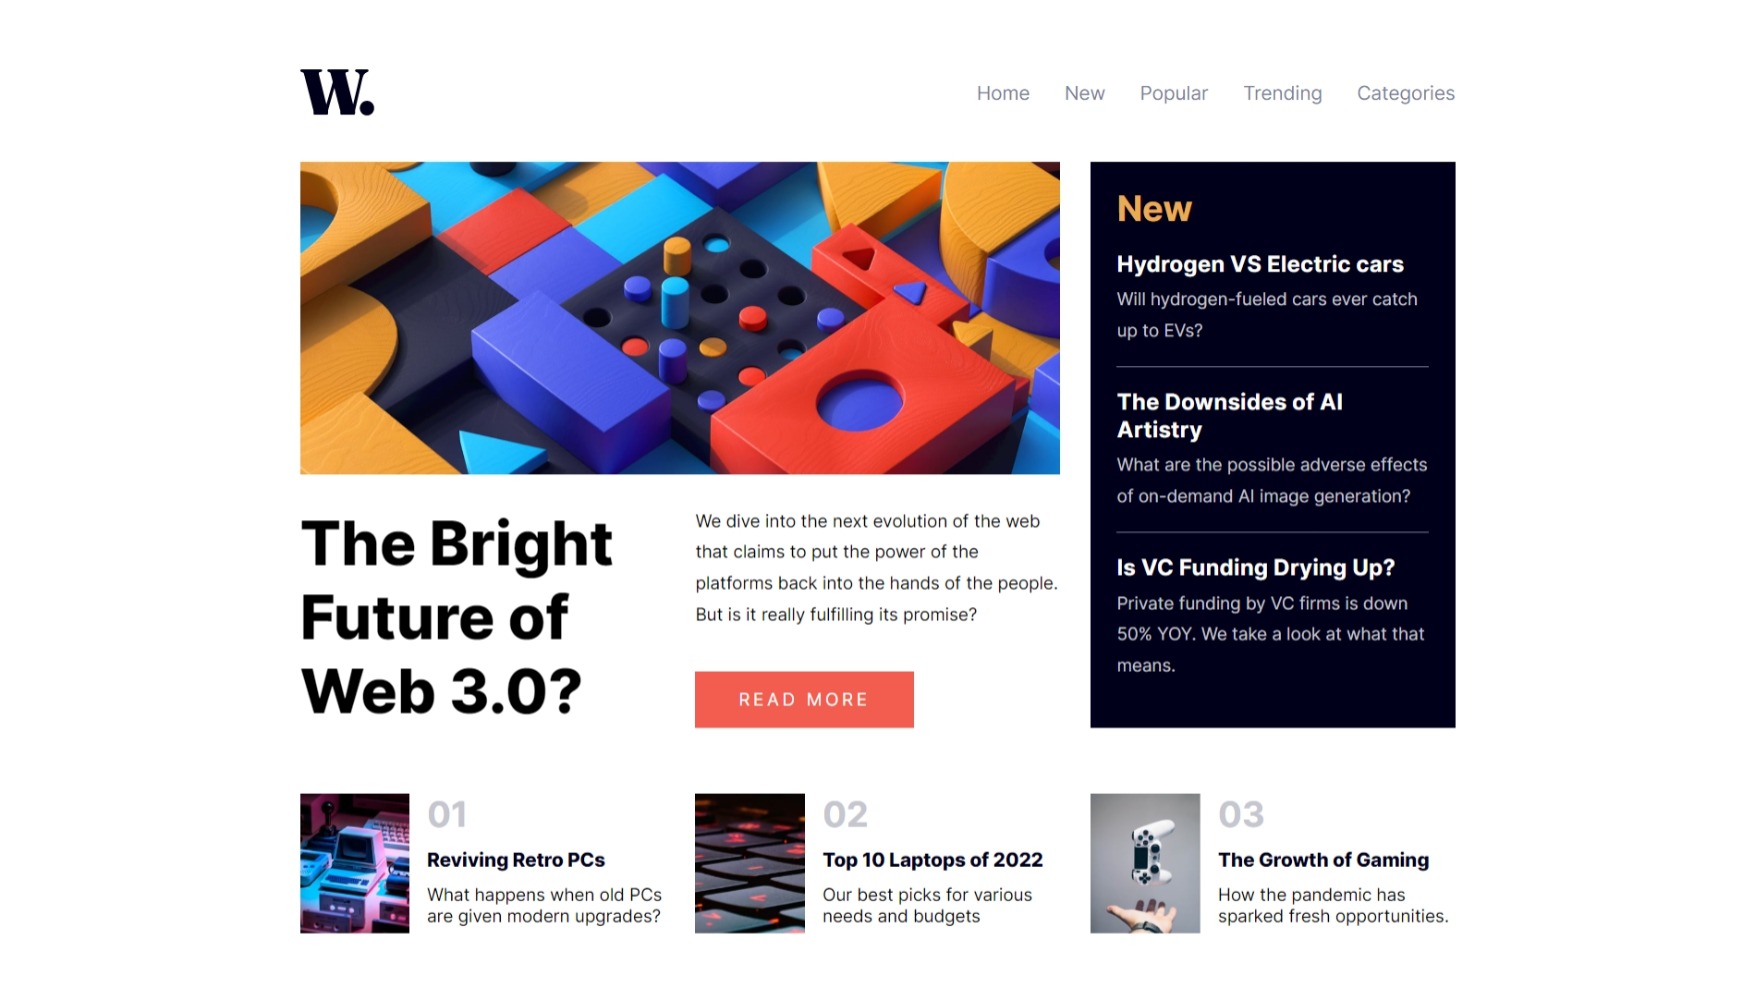 W.
Home New Popular Trending Categories
The Bright
Future of
Web 3.0?
We dive into the next evolution of the web
that claims to put the power of the
platforms back into the hands of the people.
But is it really fulfilling its promise?
READ MORE
New
Hydrogen VS Electric cars
Will hydrogen-fueled cars ever catch
up to EVs?
The Downsides of AI
Artistry
What are the possible adverse effects
of on-demand AI image generation?
Is VC Funding Drying Up?
Private funding by VC firms is down
50% YOY. We take a look at what that
means.
01
Reviving Retro PCs
What happens when old PCs
are given modern upgrades?
02
Top 10 Laptops of 2022
Our best picks for various
needs and budgets
03
The Growth of Gaming
How the pandemic has
sparked fresh opportunities.